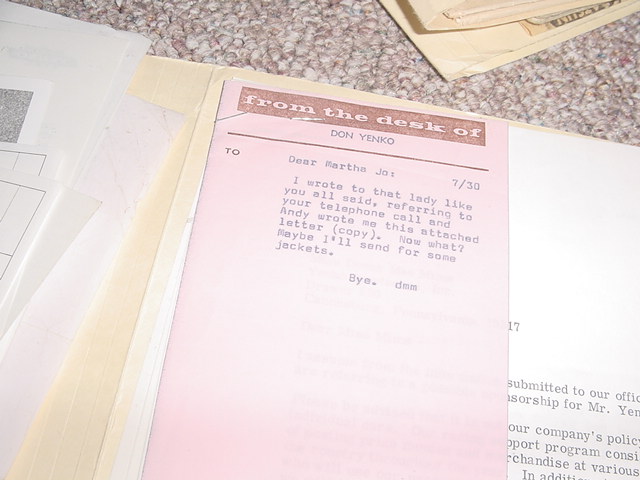 from the desk of
DON YENKO
TO
Dear Martha Jo:
7/30
I wrote to that lady like
you all said, referring to
your telephone call and
Andy wrote me this attached
letter (copy). Now what?
Maybe I'll send for some
jackets.
Bye. dmm
17
submitted to our offic
sorship for Mr. Yen
our company's policy
pport program consi
rchandise at various
In additio